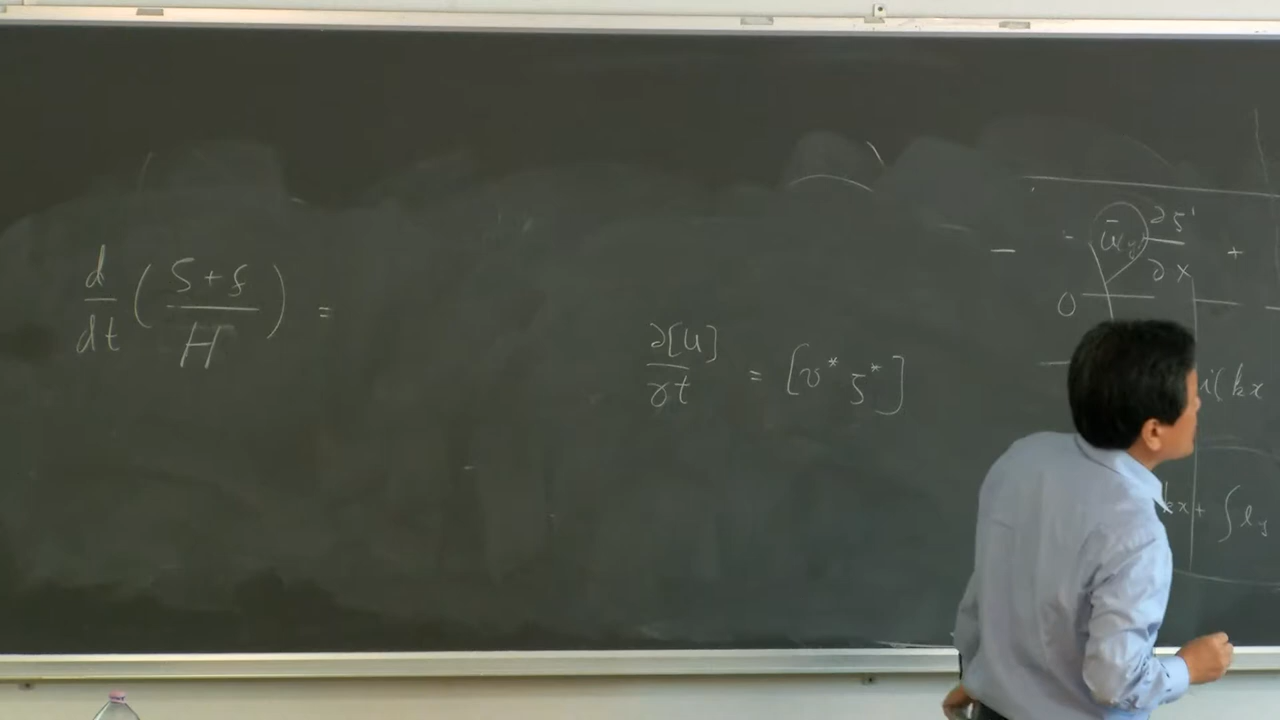 d/dt ( (ζ + f) / H ) =
∂[u]/∂t = [v* ζ*]
− ū_y ∂ζ'/∂x +
0
i(kx
kx + ∫ l_y